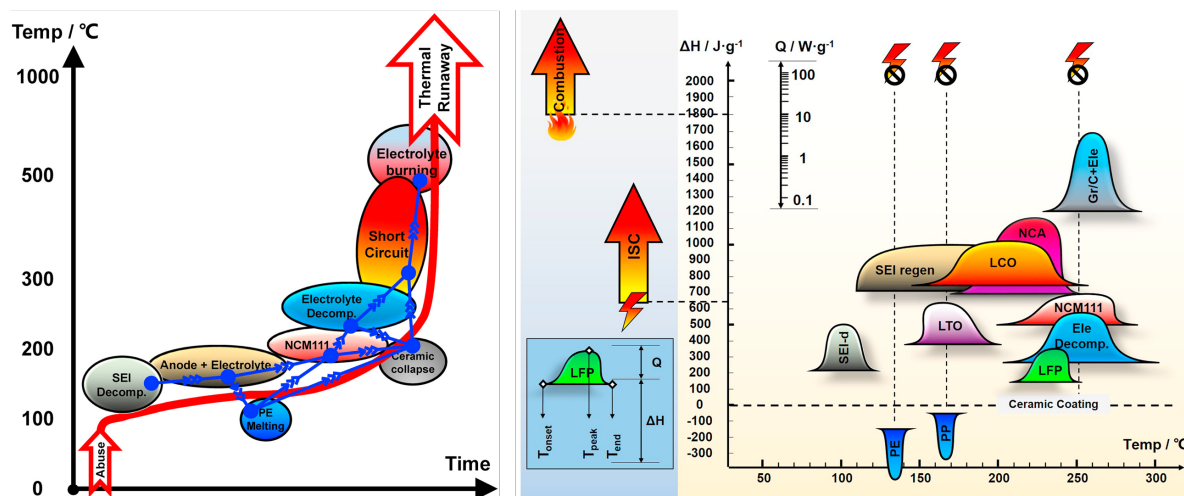 Temp / ℃
1000
500
300
200
100
0
Thermal
Runaway
Electrolyte
burning
Short
Circuit
Electrolyte
Decomp.
NCM111
Ceramic
collapse
Anode + Electrolyte
SEI
Decomp.
PE
Melting
Abuse
Time
Combustion
ISC
LFP
Q
ΔH
Tonset
Tpeak
Tend
ΔH / J·g-1
2000
1900
1800
1700
1600
1500
1400
1300
1200
1100
1000
900
800
700
600
500
400
300
200
100
0
-100
-200
-300
Q / W·g-1
100
10
1
0.1
Gr/C+Ele
NCA
LCO
SEI regen
NCM111
LTO
Ele
Decomp.
SEI-d
LFP
Ceramic Coating
PE
PP
Temp / ℃
50
100
150
200
250
300